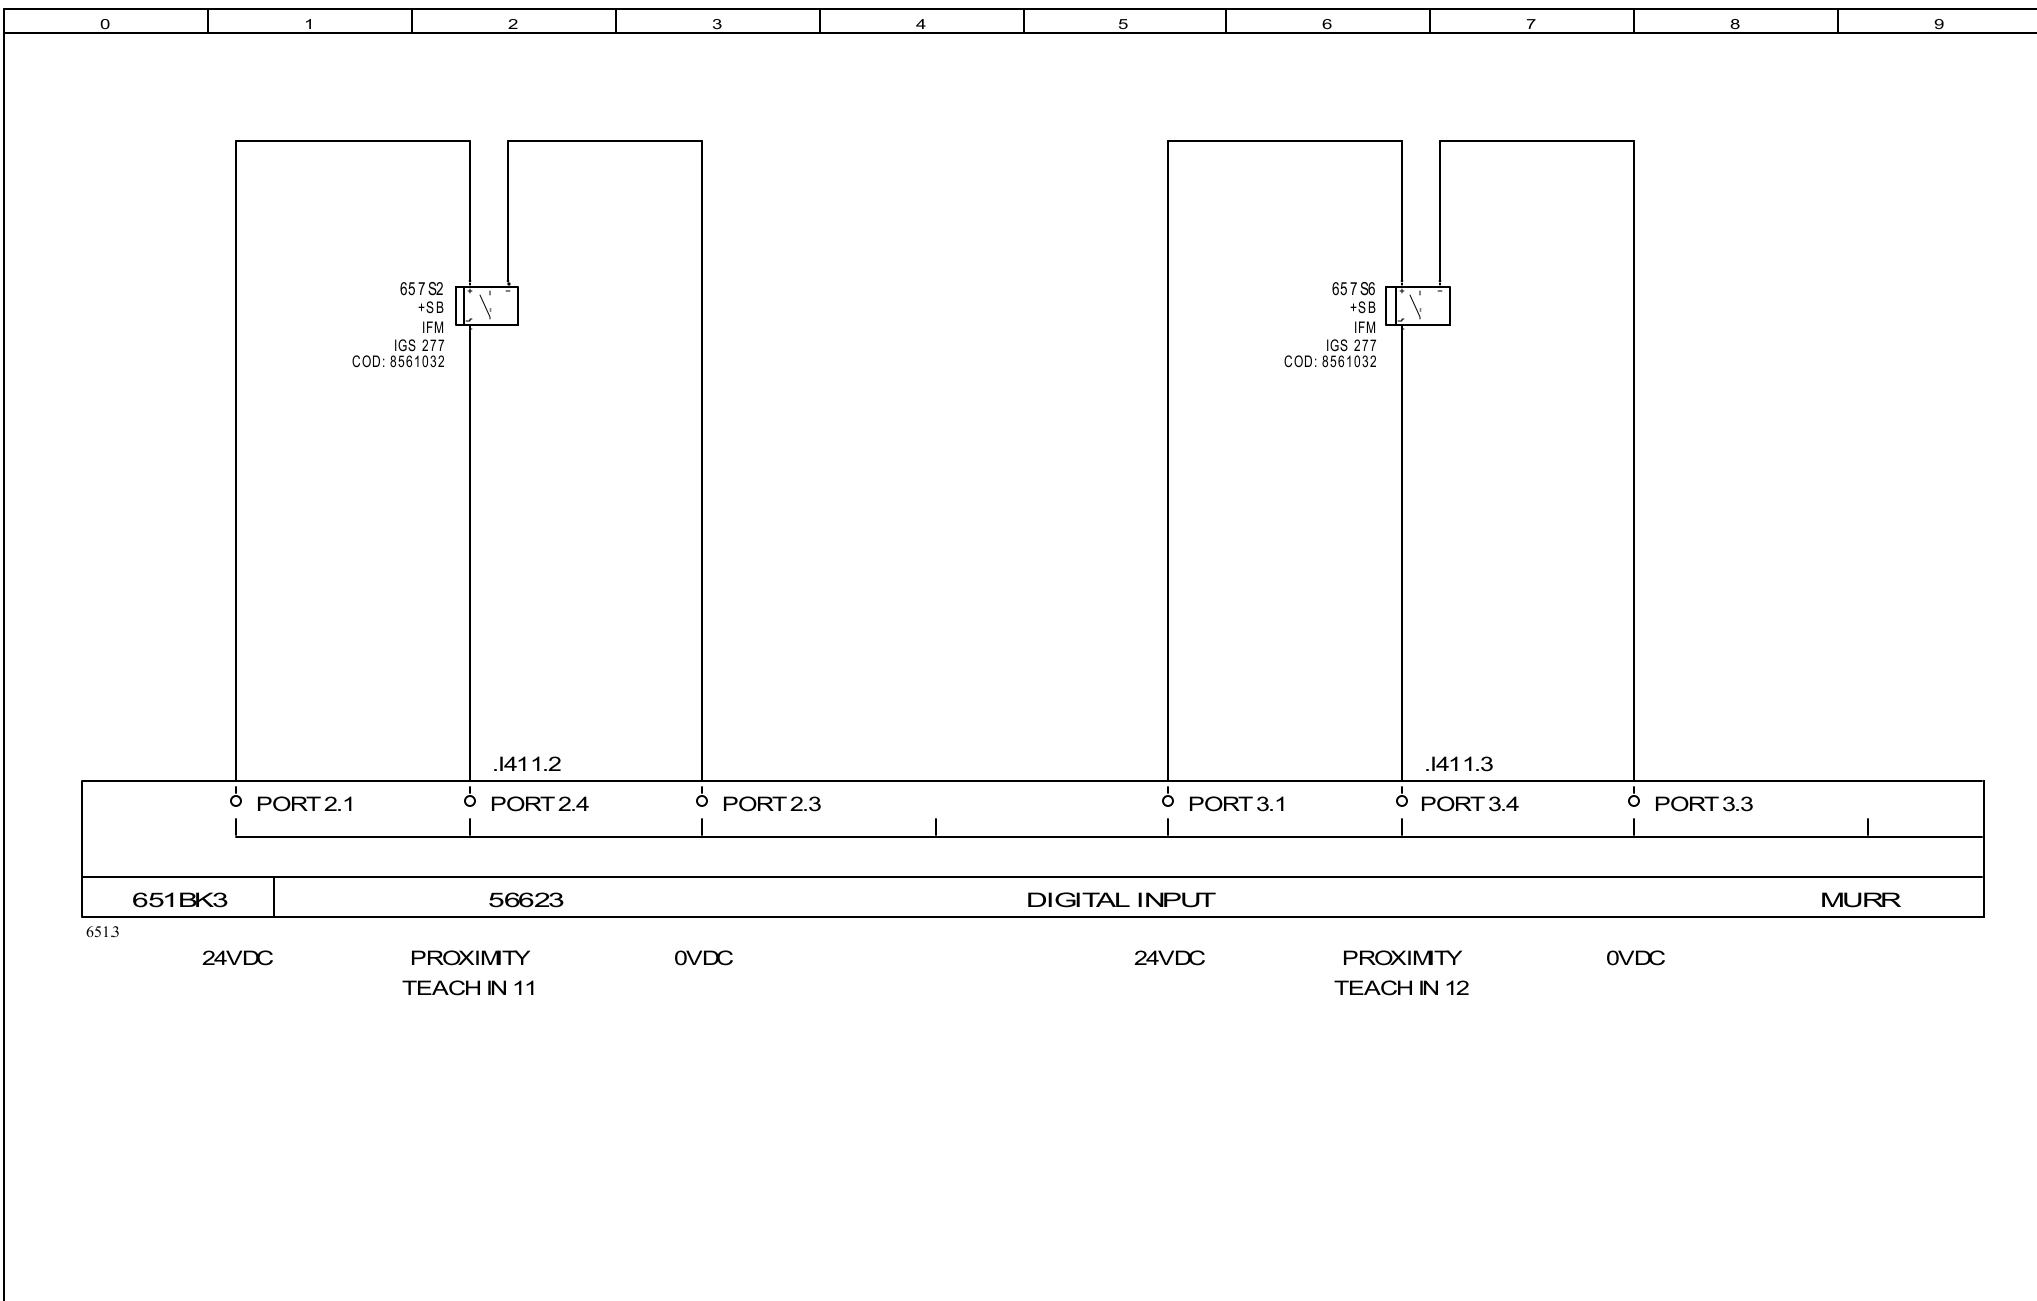 0 1 2 3 4 5 6 7 8 9
657S2
+SB
IFM
IGS 277
COD: 8561032
657S6
+SB
IFM
IGS 277
COD: 8561032
.I411.2 .I411.3
PORT 2.1 PORT 2.4 PORT 2.3 PORT 3.1 PORT 3.4 PORT 3.3
651BK3 56623 DIGITAL INPUT MURR
651.3
24VDC PROXIMITY 0VDC 24VDC PROXIMITY 0VDC
TEACH IN 11 TEACH IN 12